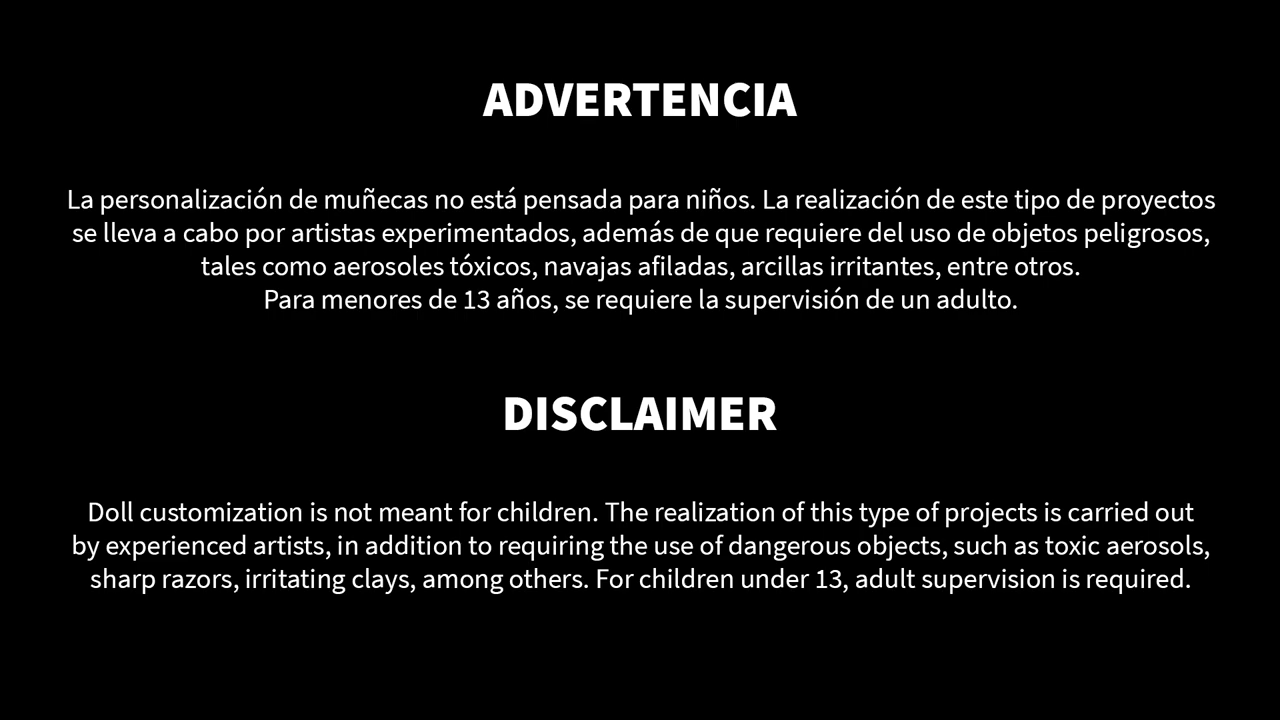 ADVERTENCIA
La personalización de muñecas no está pensada para niños. La realización de este tipo de proyectos
se lleva a cabo por artistas experimentados, además de que requiere del uso de objetos peligrosos,
tales como aerosoles tóxicos, navajas afiladas, arcillas irritantes, entre otros.
Para menores de 13 años, se requiere la supervisión de un adulto.
DISCLAIMER
Doll customization is not meant for children. The realization of this type of projects is carried out
by experienced artists, in addition to requiring the use of dangerous objects, such as toxic aerosols,
sharp razors, irritating clays, among others. For children under 13, adult supervision is required.